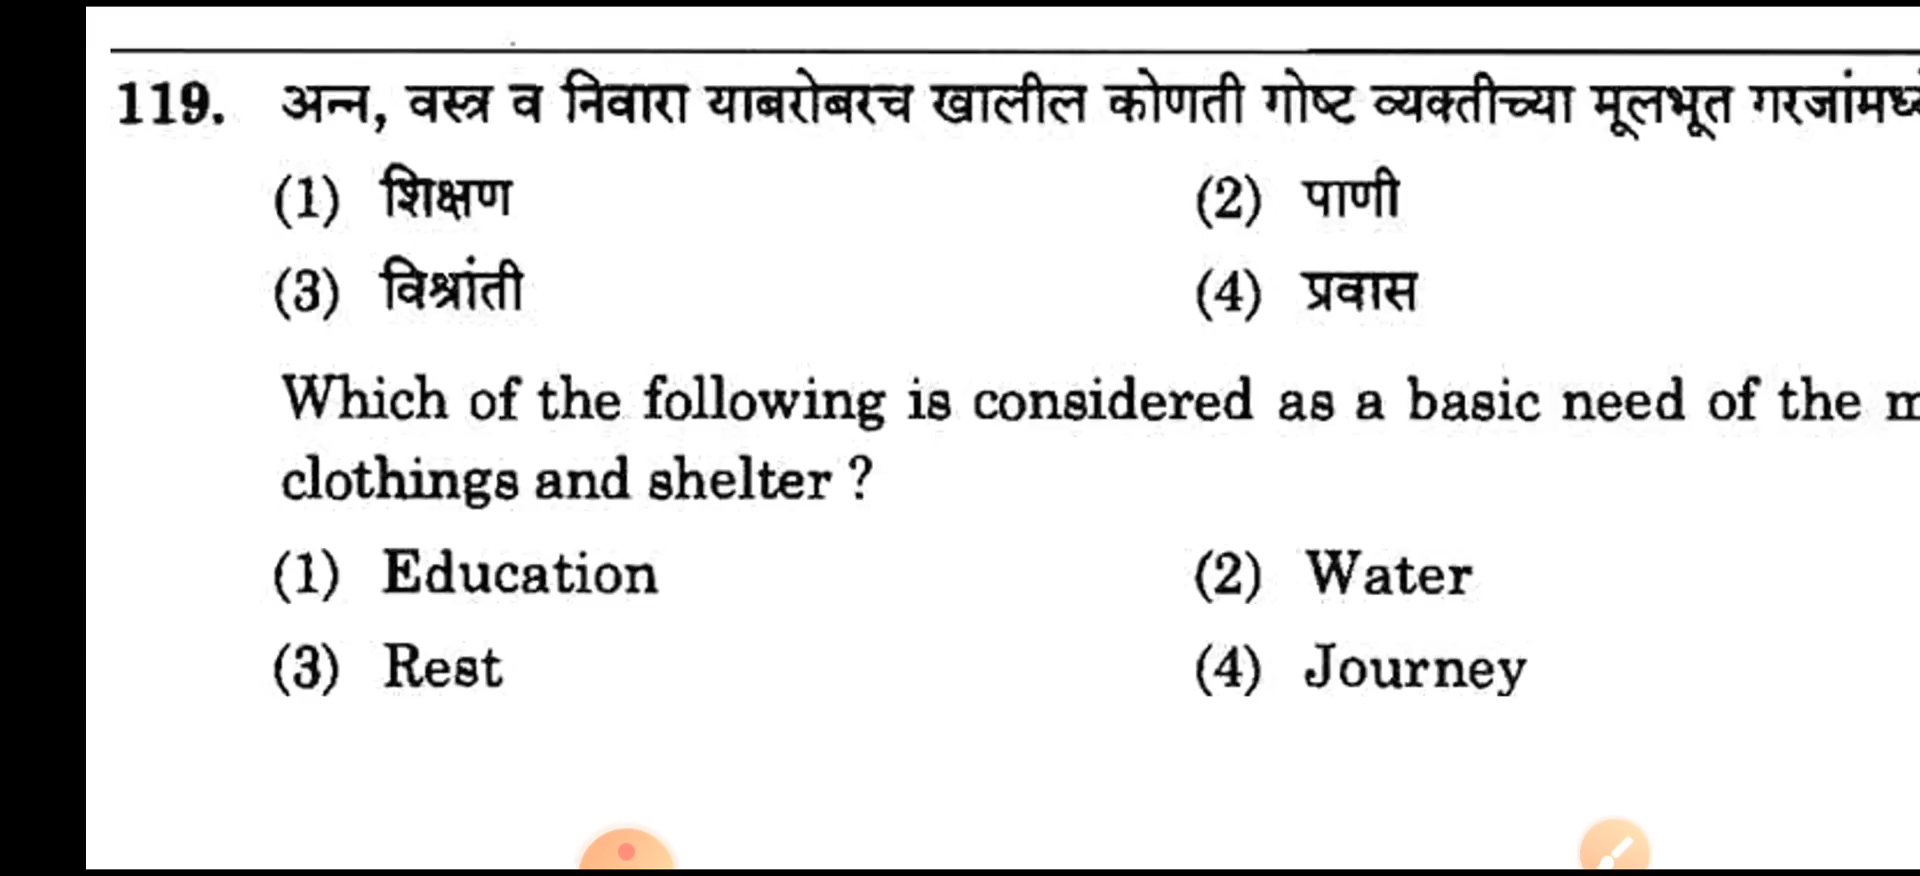 119. अन्न, वस्त्र व निवारा याबरोबरच खालील कोणती गोष्ट व्यक्तीच्या मूलभूत
(1) शिक्षण (2) पाणी
(3) विश्रांती (4) प्रवास
Which of the following is considered as a basic need of the
clothings and shelter ?
(1) Education (2) Water
(3) Rest (4) Journey